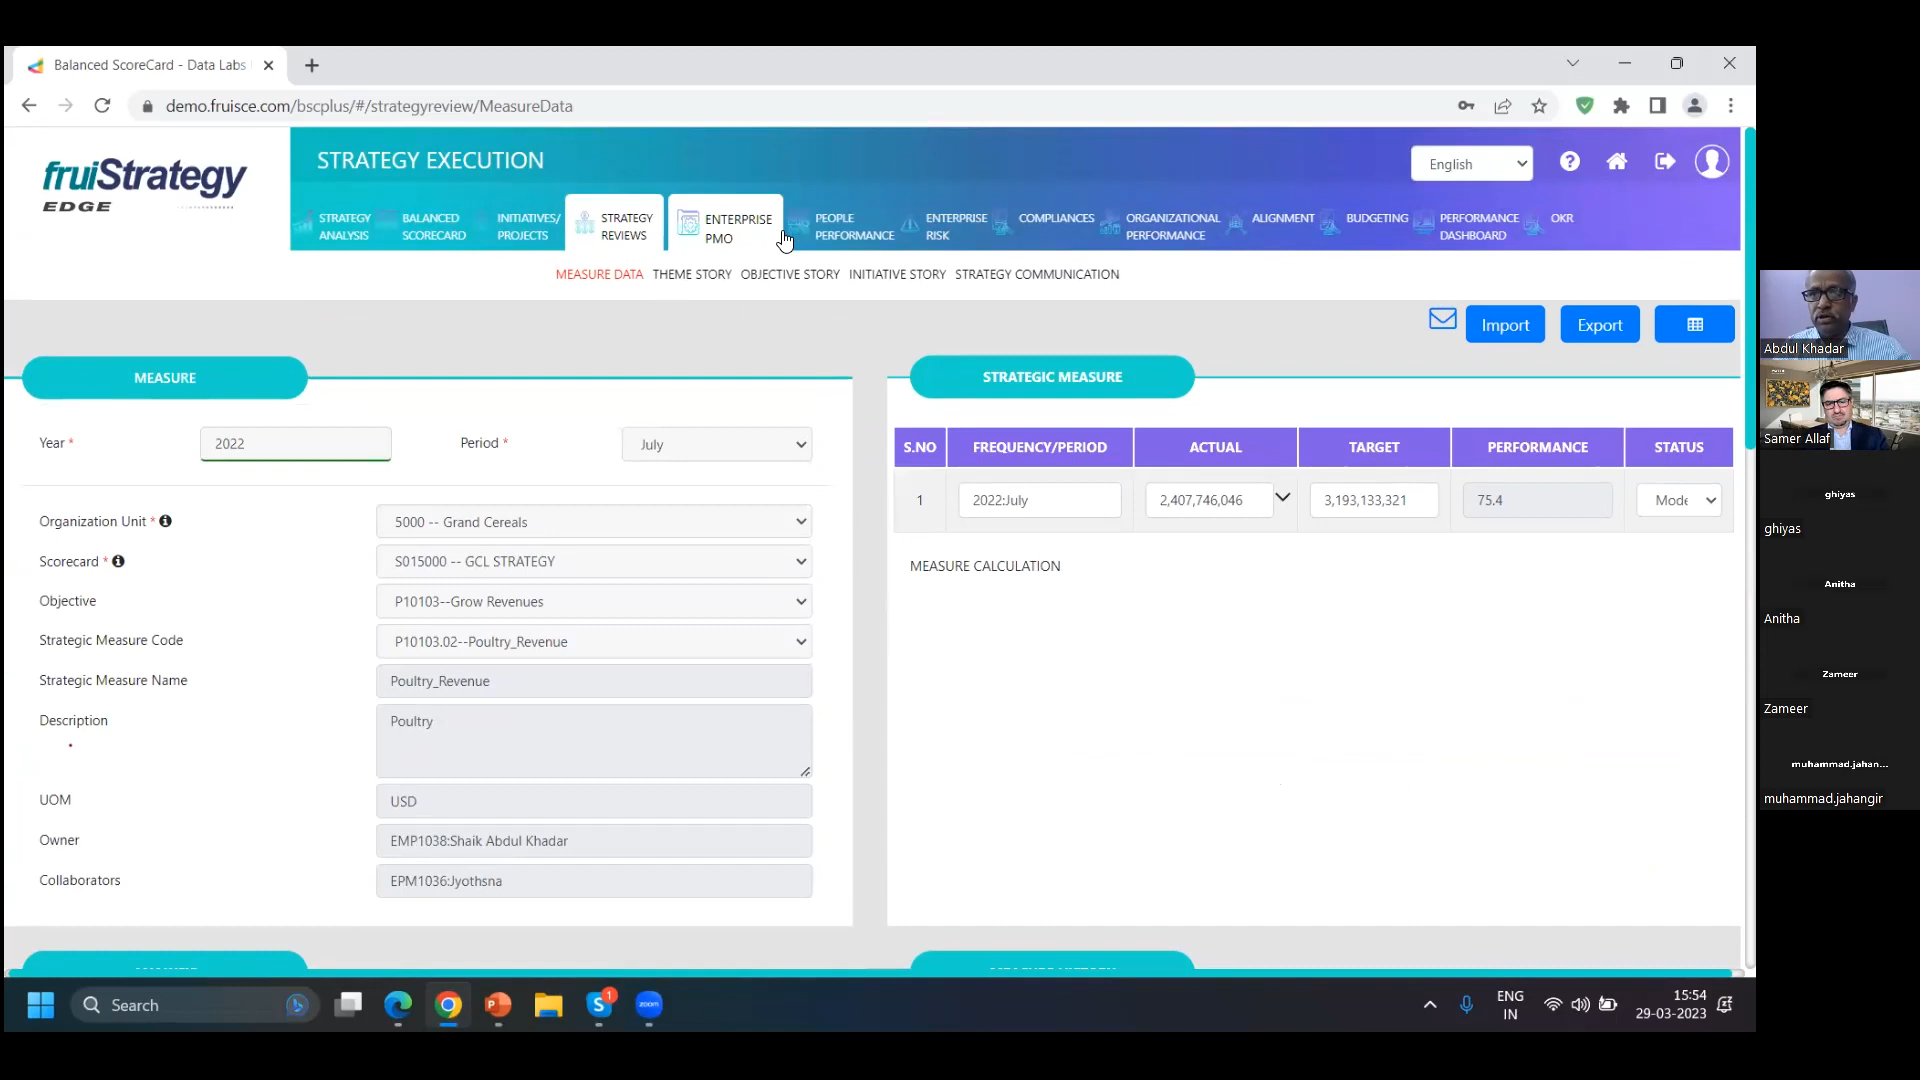 Balanced ScoreCard - Data Labs
demo.fruisce.com/bscplus/#/strategyreview/MeasureData
fruiStrategy
EDGE
STRATEGY EXECUTION
English
STRATEGY
ANALYSIS
BALANCED
SCORECARD
INITIATIVES/
PROJECTS
STRATEGY
REVIEWS
ENTERPRISE
PMO
PEOPLE
PERFORMANCE
ENTERPRISE
RISK
COMPLIANCES
ORGANIZATIONAL
PERFORMANCE
ALIGNMENT
BUDGETING
PERFORMANCE
DASHBOARD
OKR
MEASURE DATA THEME STORY OBJECTIVE STORY INITIATIVE STORY STRATEGY COMMUNICATION
Import Export
MEASURE
Year * 2022 Period * July
Organization Unit * 5000 -- Grand Cereals
Scorecard * S015000 -- GCL STRATEGY
Objective P10103--Grow Revenues
Strategic Measure Code P10103.02--Poultry_Revenue
Strategic Measure Name Poultry_Revenue
Description Poultry
UOM USD
Owner EMP1038:Shaik Abdul Khadar
Collaborators EPM1036:Jyothsna
STRATEGIC MEASURE
S.NO FREQUENCY/PERIOD ACTUAL TARGET PERFORMANCE STATUS
1 2022:July 2,407,746,046 3,193,133,321 75.4 Mode
MEASURE CALCULATION
Abdul Khadar
Samer Allaf
ghiyas
ghiyas
Anitha
Anitha
Zameer
Zameer
muhammad.jahan...
muhammad.jahangir
Search
S 1
zoom
ENG
IN
15:54
29-03-2023